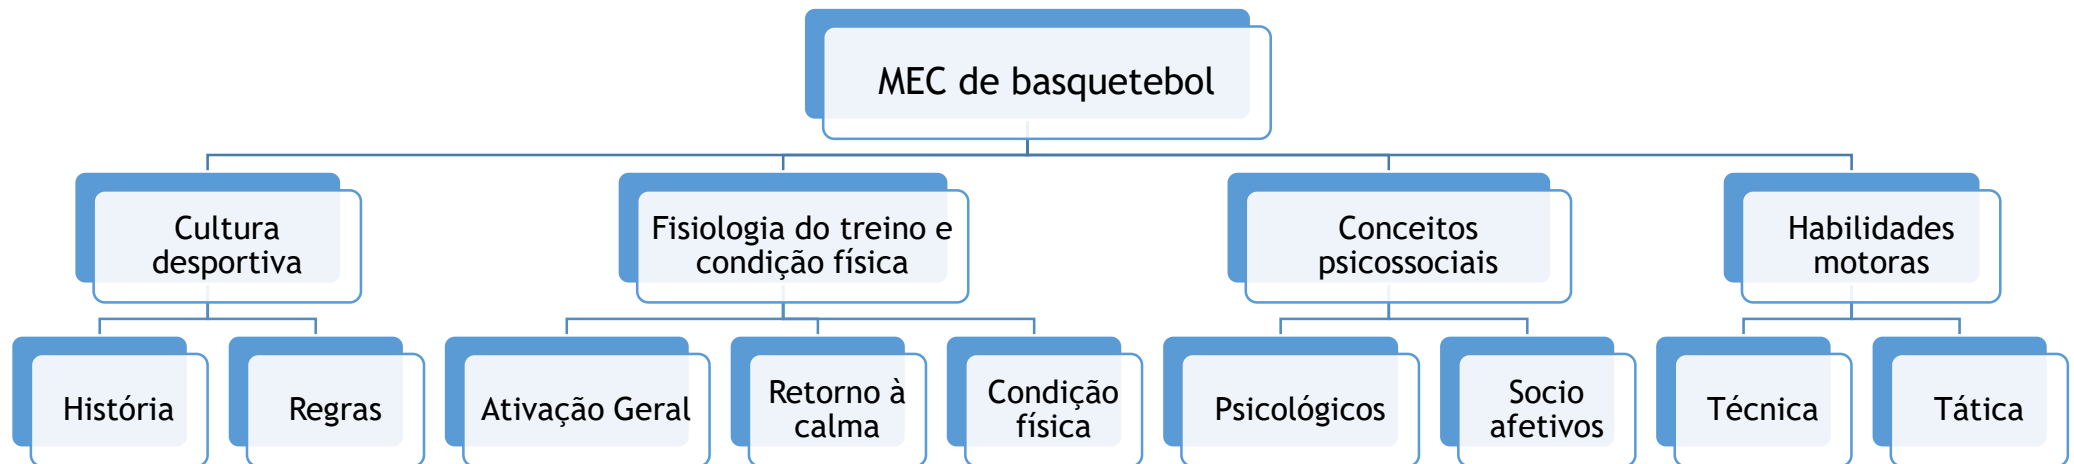 MEC de basquetebol
Cultura
desportiva
Fisiologia do treino e
condição física
Conceitos
psicossociais
Habilidades
motoras
História
Regras
Ativação Geral
Retorno à
calma
Condição
física
Psicológicos
Socio
afetivos
Técnica
Tática